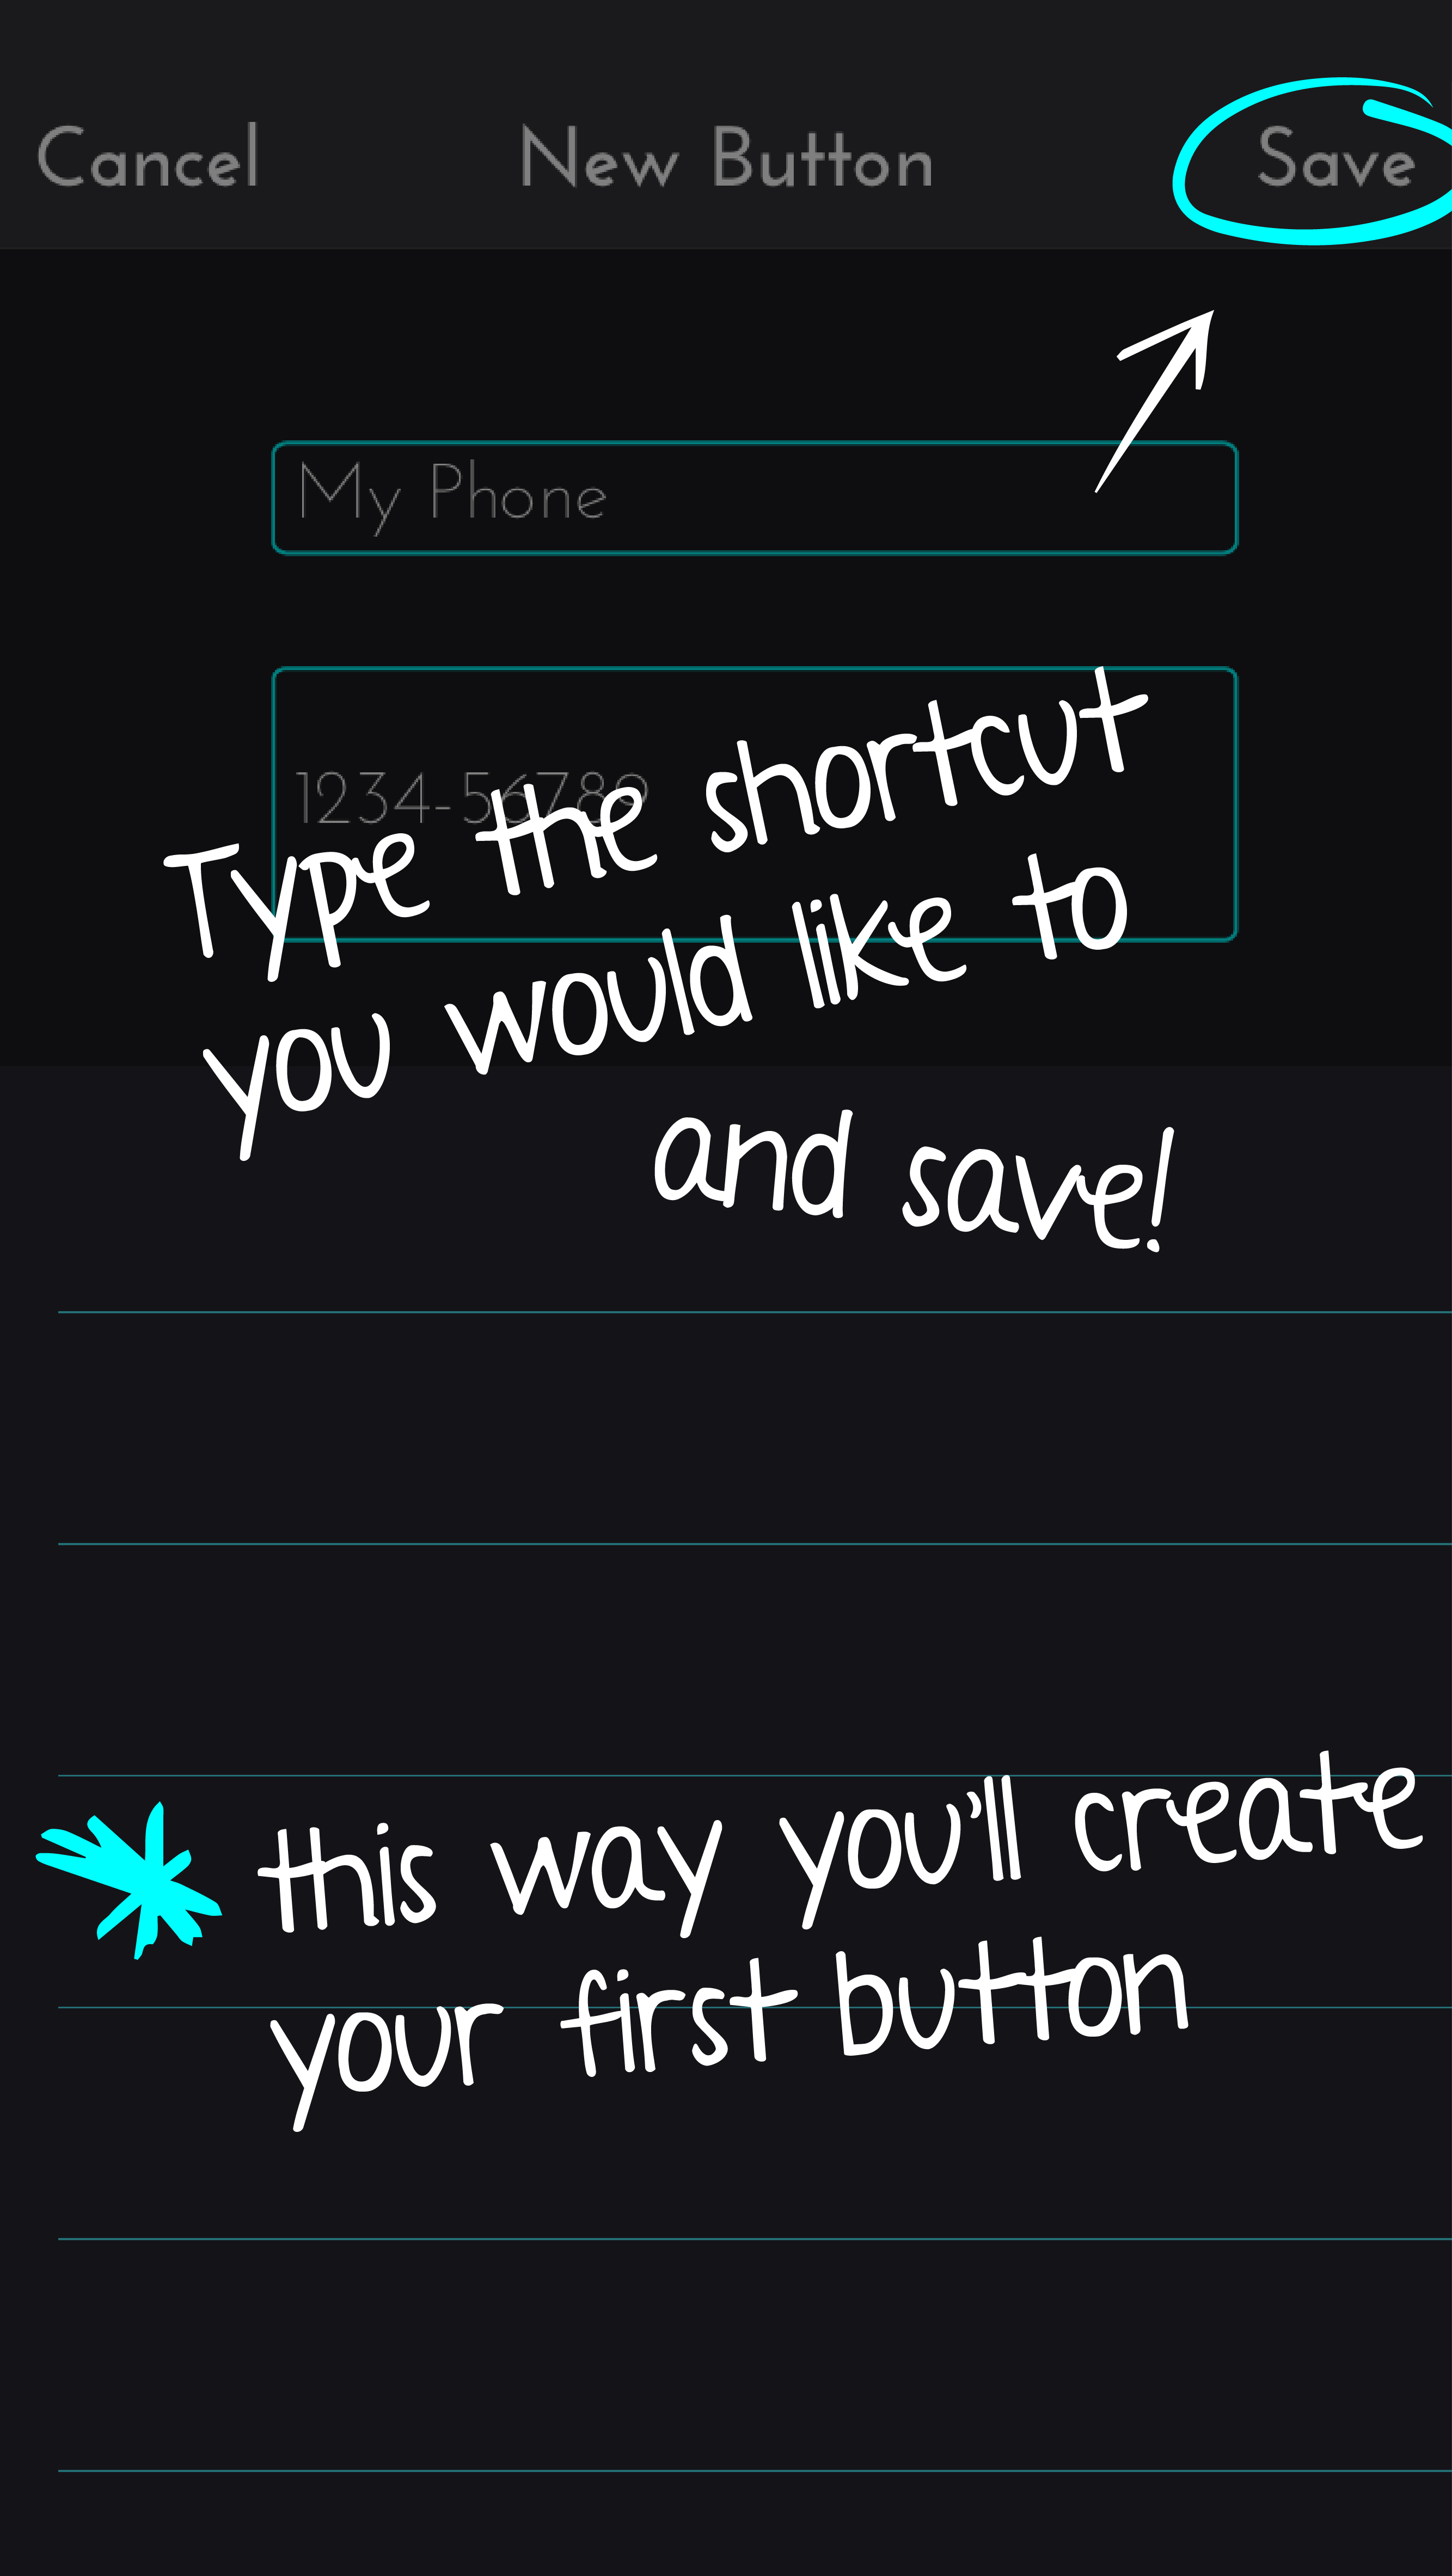 Cancel New Button Save
My Phone
1234-56789
Type the shortcut
you would like to
and save!
this way you'll create
your first button